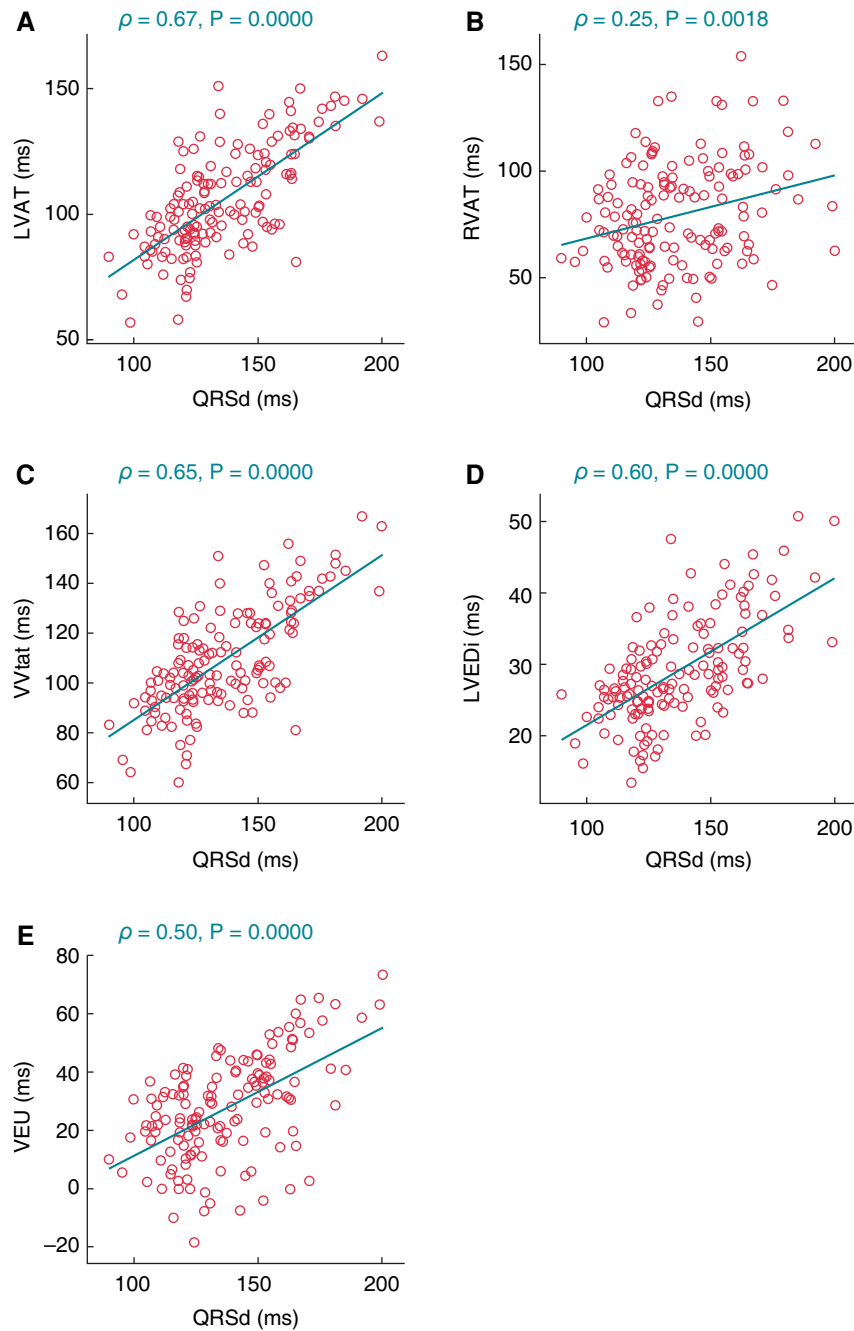 A
ρ = 0.67, P = 0.0000
LVAT (ms)
150
100
50
100 150 200
QRSd (ms)
B
ρ = 0.25, P = 0.0018
RVAT (ms)
150
100
50
100 150 200
QRSd (ms)
C
ρ = 0.65, P = 0.0000
VVtat (ms)
160
140
120
100
80
60
100 150 200
QRSd (ms)
D
ρ = 0.60, P = 0.0000
LVEDi (ms)
50
40
30
20
100 150 200
QRSd (ms)
E
ρ = 0.50, P = 0.0000
VEU (ms)
80
60
40
20
0
–20
100 150 200
QRSd (ms)